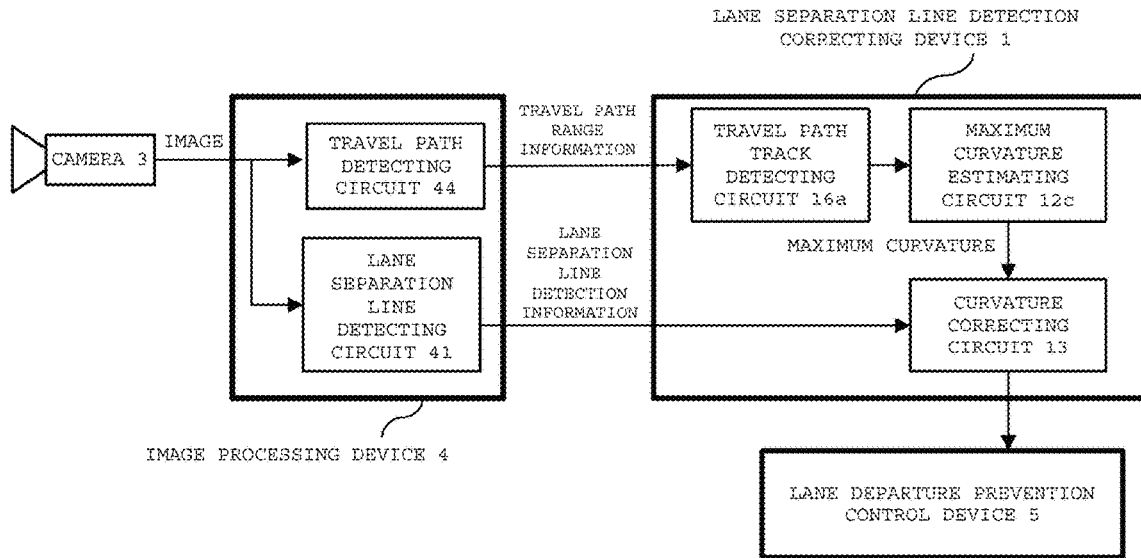 LANE SEPARATION LINE DETECTION
CORRECTING DEVICE 1
CAMERA 3
IMAGE
TRAVEL PATH
DETECTING
CIRCUIT 44
TRAVEL PATH
RANGE
INFORMATION
TRAVEL PATH
TRACK
DETECTING
CIRCUIT 16a
MAXIMUM
CURVATURE
ESTIMATING
CIRCUIT 12c
LANE
SEPARATION
LINE
DETECTING
CIRCUIT 41
LANE
SEPARATION
LINE
DETECTION
INFORMATION
MAXIMUM CURVATURE
CURVATURE
CORRECTING
CIRCUIT 13
IMAGE PROCESSING DEVICE 4
LANE DEPARTURE PREVENTION
CONTROL DEVICE 5